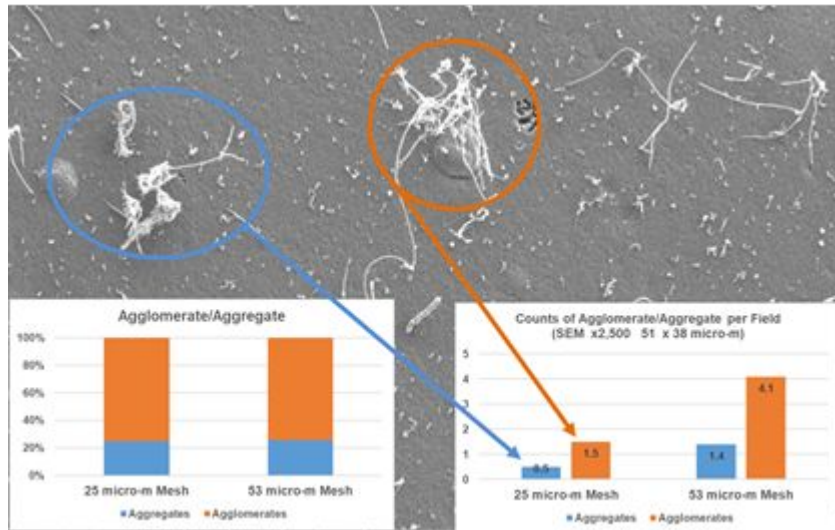 Agglomerate/Aggregate
100%
80%
60%
40%
20%
0%
25 micro-m Mesh 53 micro-m Mesh
Aggregates Agglomerates
Counts of Agglomerate/Aggregate per Field
(SEM x2,500 51 x 38 micro-m)
5
4
3
2
1
0
0.5
1.5
1.4
4.1
25 micro-m Mesh 53 micro-m Mesh
Aggregates Agglomerates